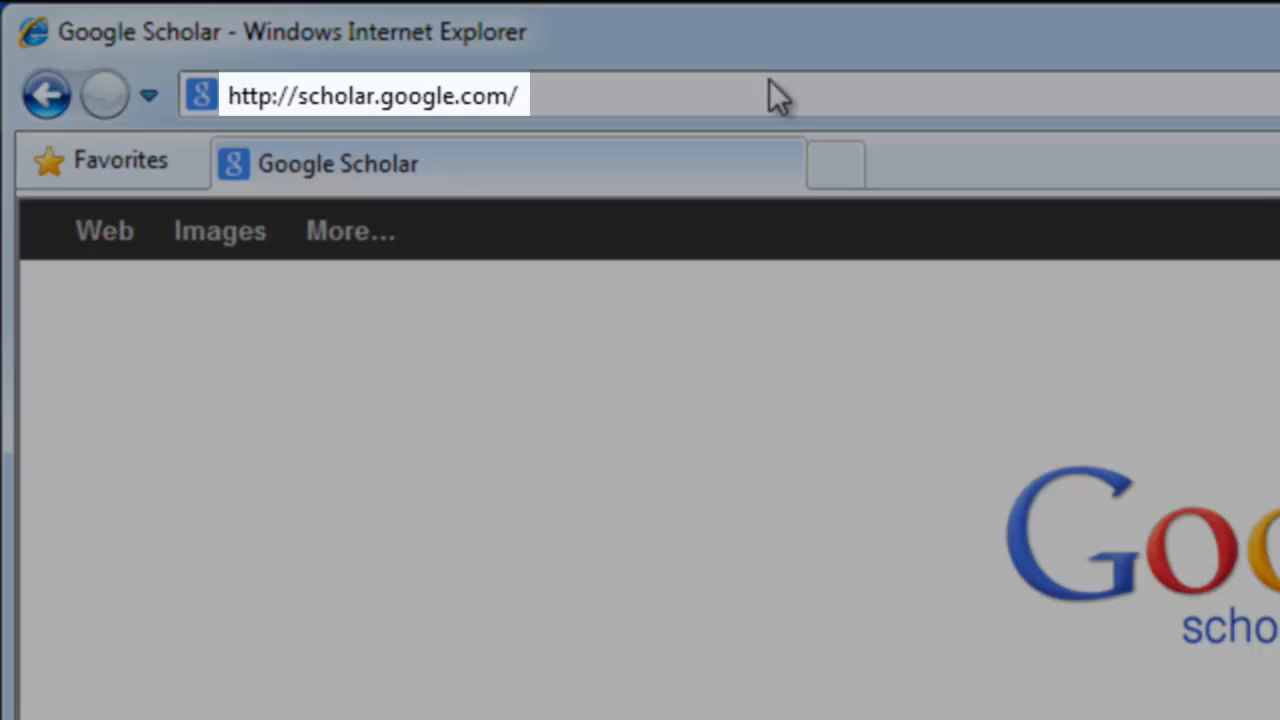 Google Scholar - Windows Internet Explorer
http://scholar.google.com/
Favorites
Google Scholar
Web Images More...
Goo
scho